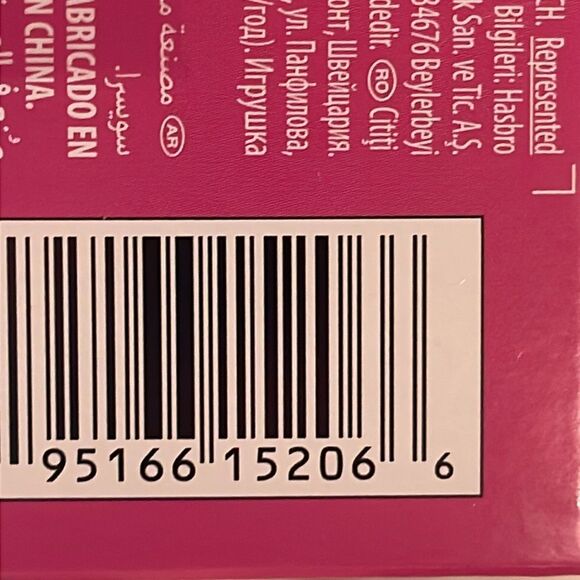 CH. Represented
Bilgileri: Hasbro
k San. ve Tic. A.Ş.
34676 Beylerbeyi
dedir. RO Citiţi
онт, Швейцария.
, ул. Панфилова,
/год). Игрушка
AR مصنعة
سويسرا.
ABRICADO EN
N CHINA.
95166 15206 6